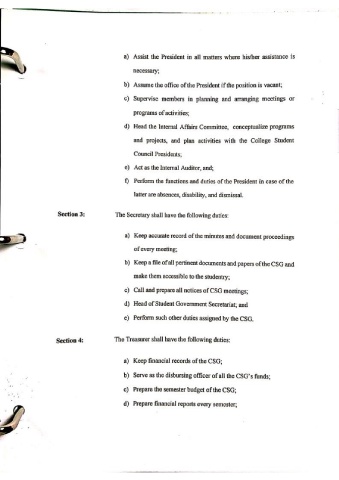 a) Assist the President in all matters where his/her assistance is
necessary;
b) Assume the office of the President if the position is vacant;
c) Supervise members in planning and arranging meetings or
programs of activities;
d) Head the Internal Affairs Committee, conceptualize programs
and projects, and plan activities with the College Student
Council Presidents;
e) Act as the Internal Auditor, and;
f) Perform the functions and duties of the President in case of the
latter are absences, disability, and dismissal.
Section 3: The Secretary shall have the following duties:
a) Keep accurate record of the minutes and document proceedings
of every meeting;
b) Keep a file of all pertinent documents and papers of the CSG and
make them accessible to the studentry;
c) Call and prepare all notices of CSG meetings;
d) Head of Student Government Secretariat; and
e) Perform such other duties assigned by the CSG.
Section 4: The Treasurer shall have the following duties:
a) Keep financial records of the CSG;
b) Serve as the disbursing officer of all the CSG's funds;
c) Prepare the semester budget of the CSG;
d) Prepare financial reports every semester;